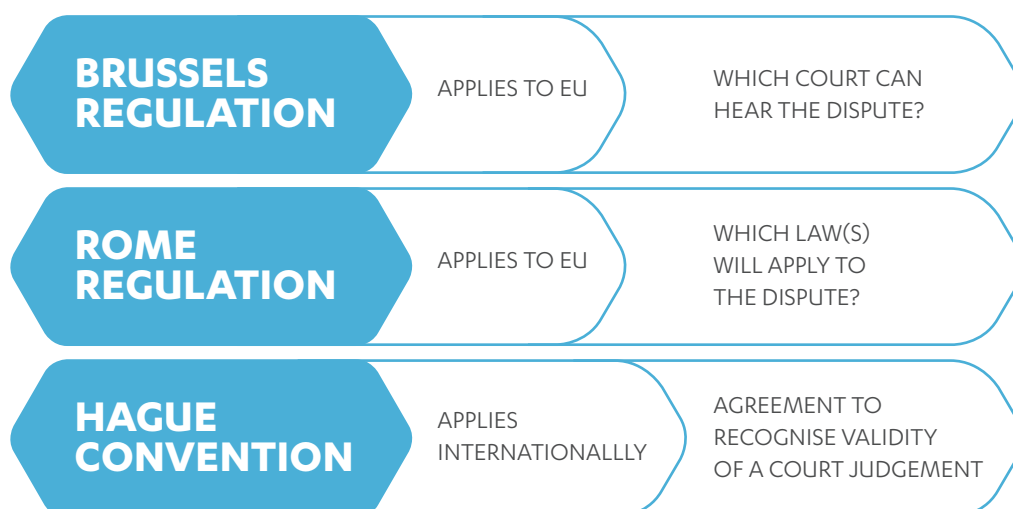 BRUSSELS
REGULATION
APPLIES TO EU
WHICH COURT CAN
HEAR THE DISPUTE?
ROME
REGULATION
APPLIES TO EU
WHICH LAW(S)
WILL APPLY TO
THE DISPUTE?
HAGUE
CONVENTION
APPLIES
INTERNATIONALLLY
AGREEMENT TO
RECOGNISE VALIDITY
OF A COURT JUDGEMENT